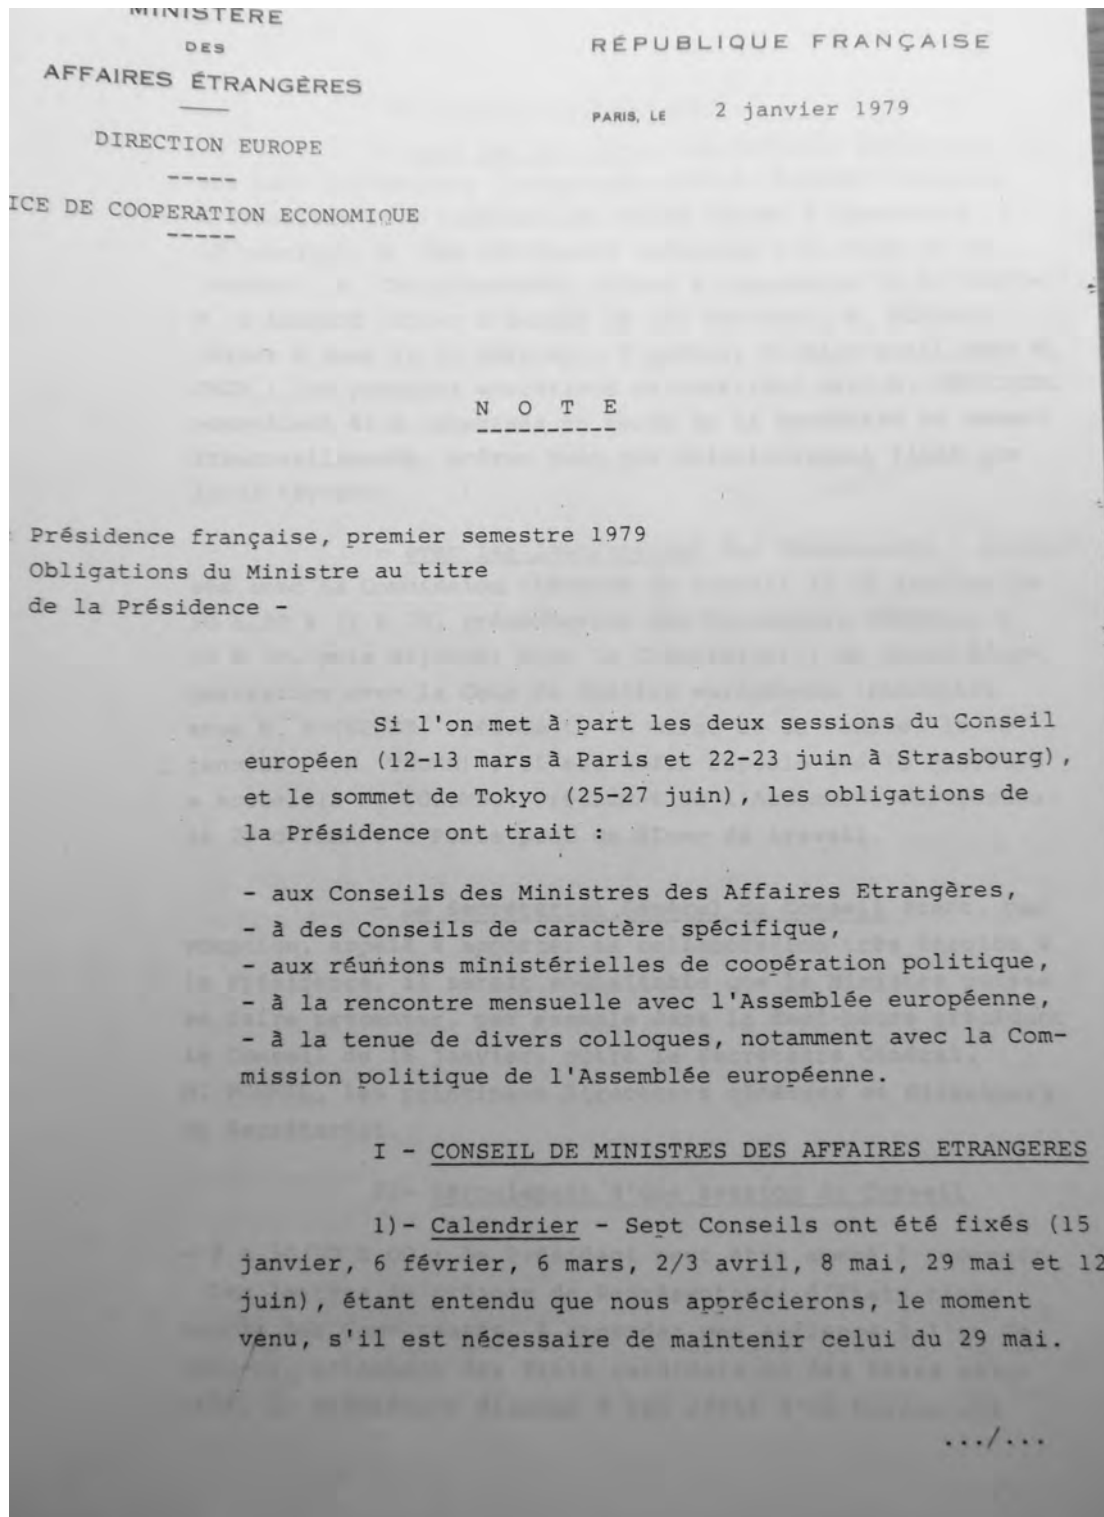 MINISTÈRE
DES
AFFAIRES ÉTRANGÈRES
RÉPUBLIQUE FRANÇAISE
PARIS, LE 2 janvier 1979
DIRECTION EUROPE
-----
ICE DE COOPERATION ECONOMIQUE
-----
N O T E
----------
: Présidence française, premier semestre 1979
Obligations du Ministre au titre
de la Présidence -
Si l'on met à part les deux sessions du Conseil
européen (12-13 mars à Paris et 22-23 juin à Strasbourg),
et le sommet de Tokyo (25-27 juin), les obligations de
la Présidence ont trait :
- aux Conseils des Ministres des Affaires Etrangères,
- à des Conseils de caractère spécifique,
- aux réunions ministérielles de coopération politique,
- à la rencontre mensuelle avec l'Assemblée européenne,
- à la tenue de divers colloques, notamment avec la Com-
mission politique de l'Assemblée européenne.
I - CONSEIL DE MINISTRES DES AFFAIRES ETRANGERES
1)- Calendrier - Sept Conseils ont été fixés (15
janvier, 6 février, 6 mars, 2/3 avril, 8 mai, 29 mai et 12
juin), étant entendu que nous apprécierons, le moment
venu, s'il est nécessaire de maintenir celui du 29 mai.
.../...